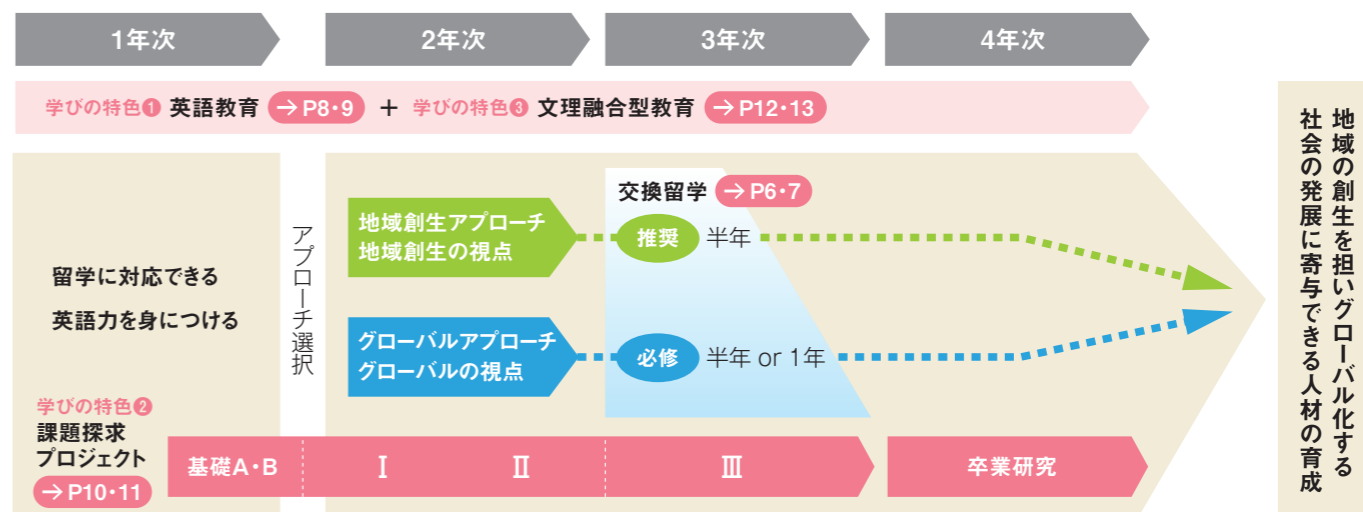 1年次
2年次
3年次
4年次
学びの特色❶ 英語教育 →P8・9 + 学びの特色❸ 文理融合型教育 →P12・13
留学に対応できる
英語力を身につける
アプローチ選択
地域創生アプローチ
地域創生の視点
グローバルアプローチ
グローバルの視点
交換留学 →P6・7
推奨 半年
必修 半年 or 1年
学びの特色❷
課題探求
プロジェクト
→P10・11
基礎A・B
Ⅰ
Ⅱ
Ⅲ
卒業研究
地域の創生を担いグローバル化する
社会の発展に寄与できる人材の育成